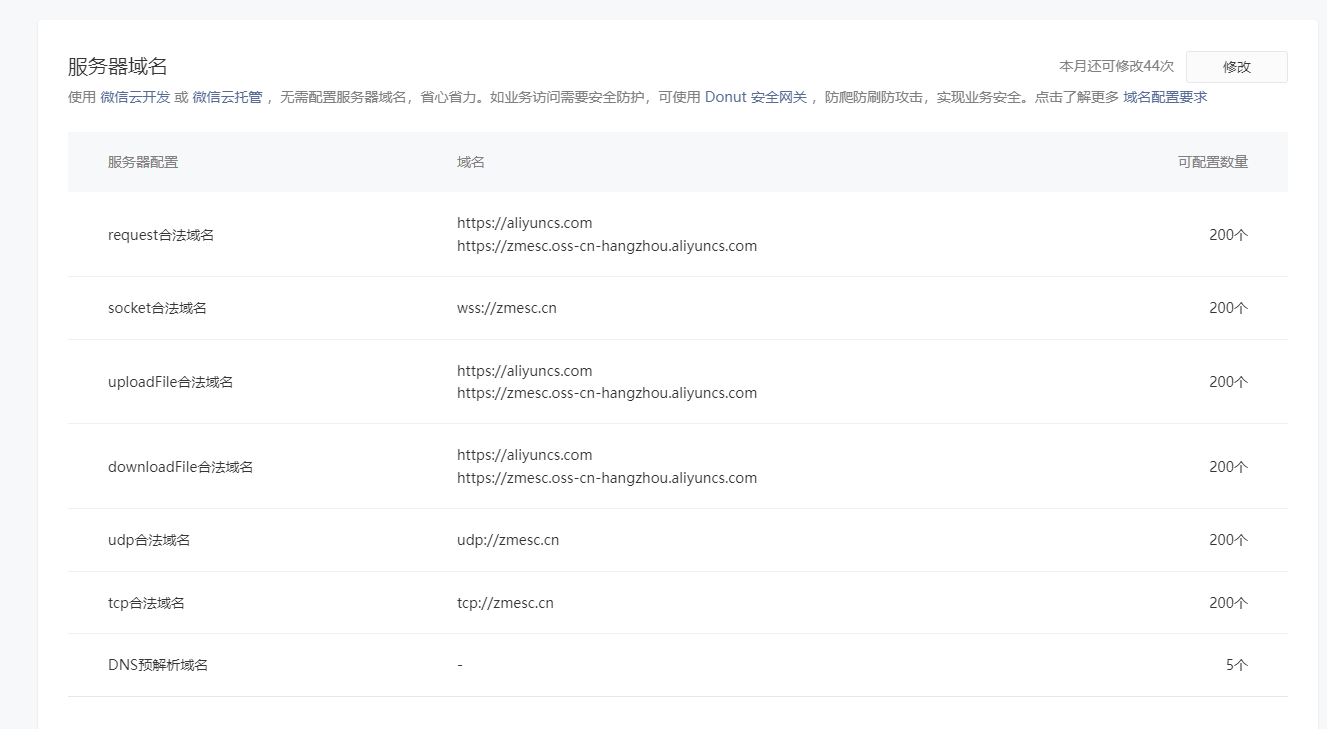 服务器域名
本月还可修改44次 修改
使用 微信云开发 或 微信云托管 ，无需配置服务器域名，省心省力。如业务访问需要安全防护，可使用 Donut 安全网关 ，防爬防刷防攻击，实现业务安全。点击了解更多 域名配置要求
服务器配置 域名 可配置数量
request合法域名 https://aliyuncs.com 200个
https://zmesc.oss-cn-hangzhou.aliyuncs.com
socket合法域名 wss://zmesc.cn 200个
uploadFile合法域名 https://aliyuncs.com 200个
https://zmesc.oss-cn-hangzhou.aliyuncs.com
downloadFile合法域名 https://aliyuncs.com 200个
https://zmesc.oss-cn-hangzhou.aliyuncs.com
udp合法域名 udp://zmesc.cn 200个
tcp合法域名 tcp://zmesc.cn 200个
DNS预解析域名 - 5个